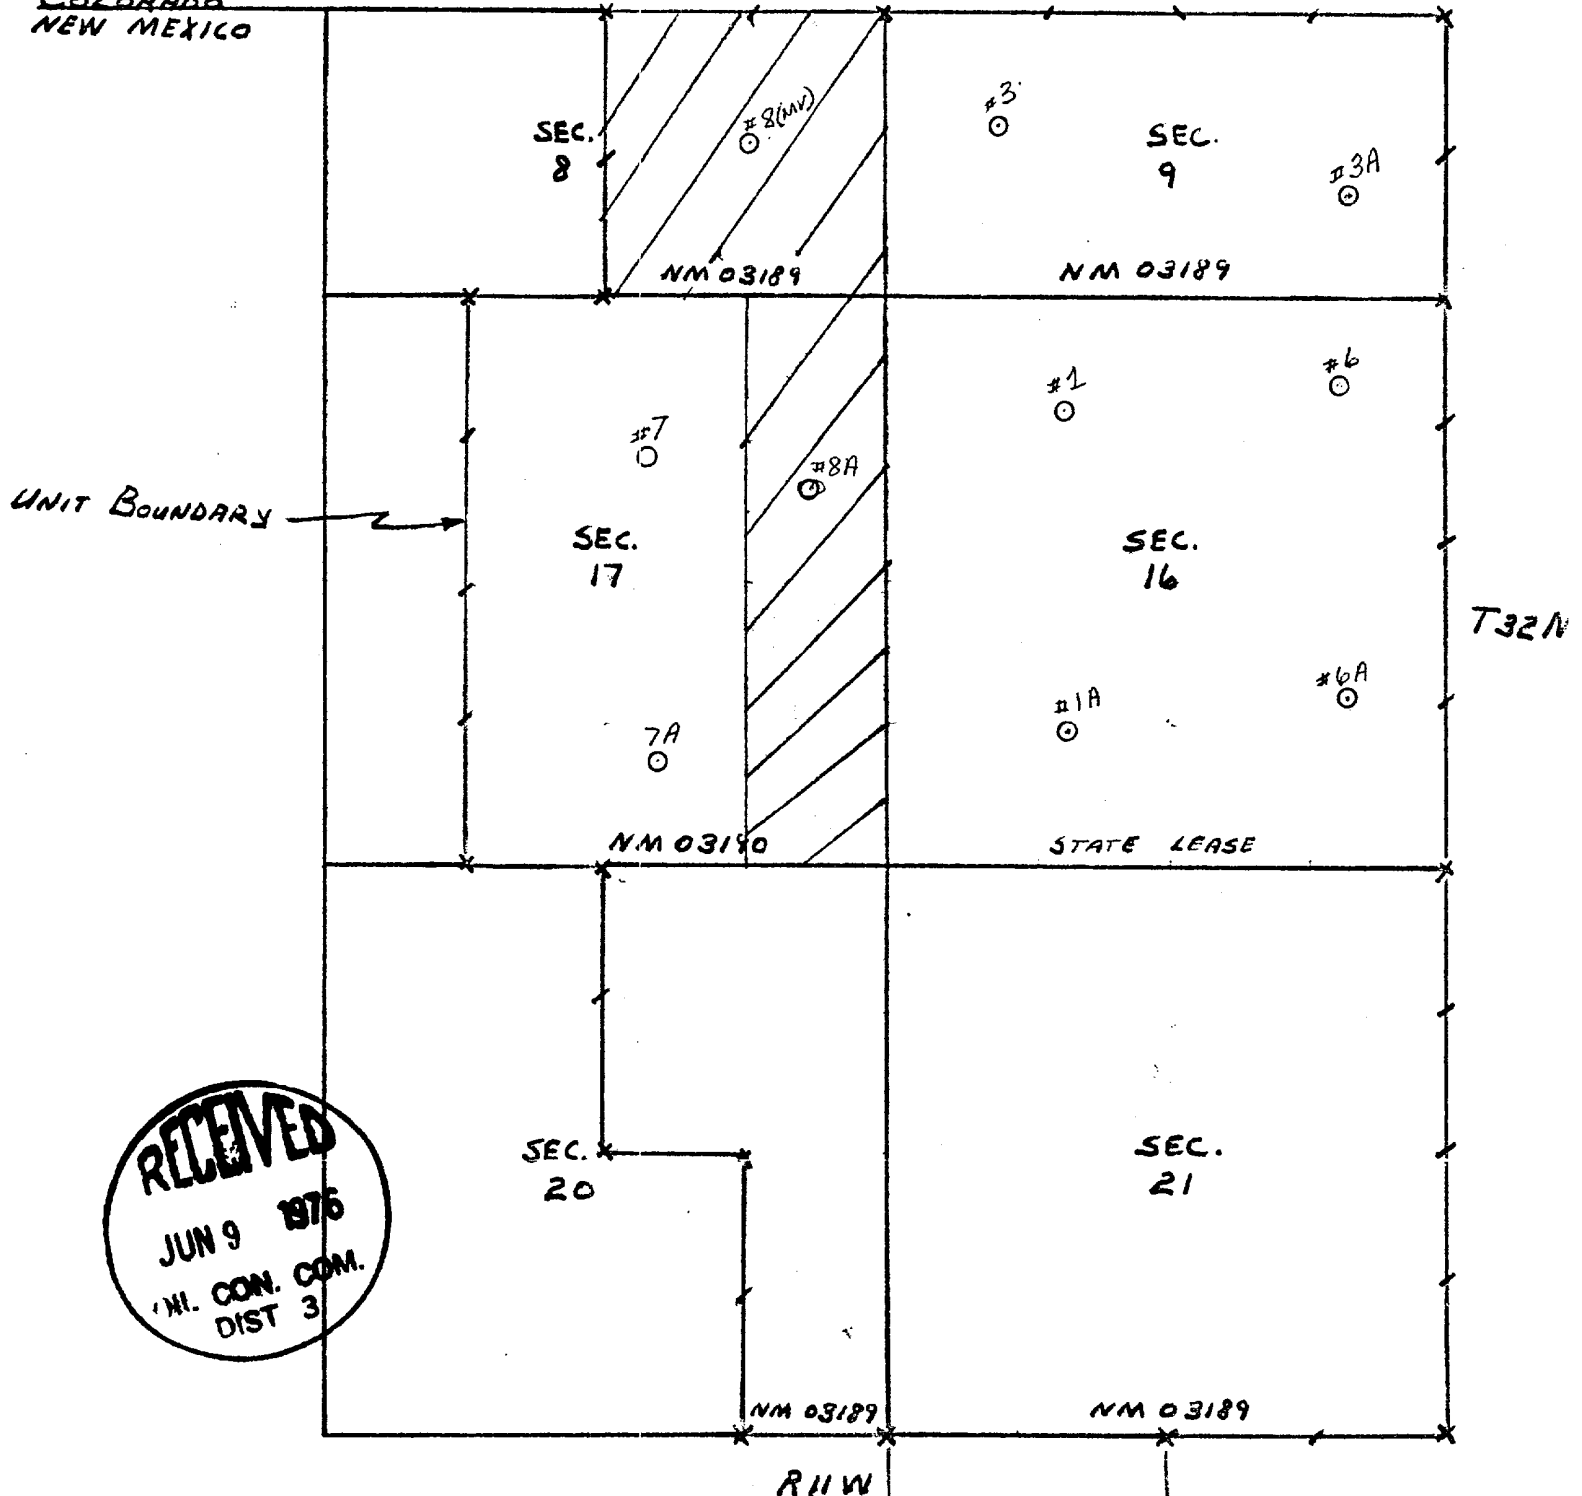 COLORADO
NEW MEXICO
#8(MV)
#3
SEC.
8
SEC.
9
#3A
NM 03189
NM 03189
#1
#6
#7
#8A
UNIT BOUNDARY
SEC.
17
SEC.
16
T32N
#1A
#6A
7A
NM 03190
STATE LEASE
RECEIVED
JUN 9 1976
CON. COM.
DIST 3
SEC.
20
SEC.
21
NM 03189
NM 03189
R11W